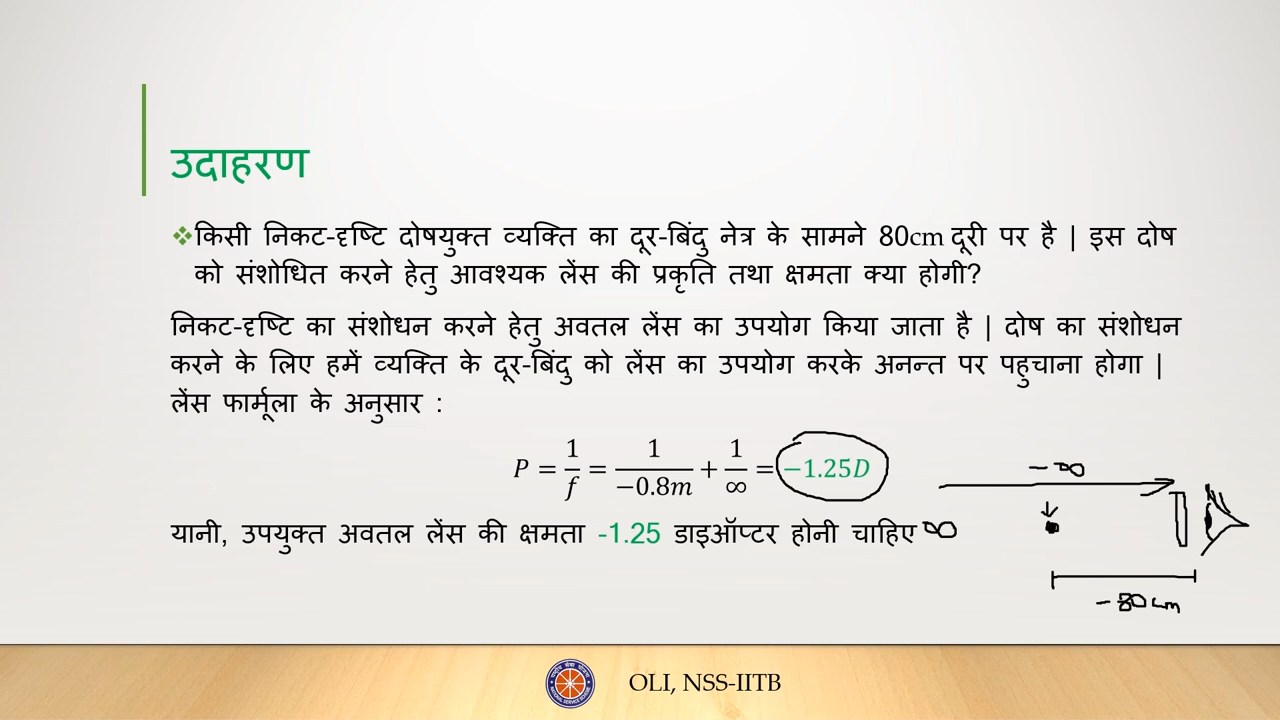 उदाहरण
❖किसी निकट-दृष्टि दोषयुक्त व्यक्ति का दूर-बिंदु नेत्र के सामने 80cm दूरी पर है | इस दोष
को संशोधित करने हेतु आवश्यक लेंस की प्रकृति तथा क्षमता क्या होगी?
निकट-दृष्टि का संशोधन करने हेतु अवतल लेंस का उपयोग किया जाता है | दोष का संशोधन
करने के लिए हमें व्यक्ति के दूर-बिंदु को लेंस का उपयोग करके अनन्त पर पहुचाना होगा |
लेंस फार्मूला के अनुसार :
P = 1/f = 1/−0.8m + 1/∞ = −1.25D
−∞
यानी, उपयुक्त अवतल लेंस की क्षमता -1.25 डाइऑप्टर होनी चाहिए ∞
−80cm
OLI, NSS-IITB